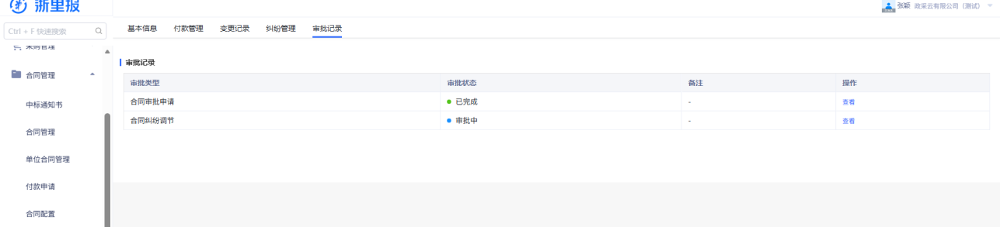 新里报
张颖 政采云有限公司（测试）
Ctrl + F 快速搜索
基本信息 付款管理 变更记录 纠纷管理 审批记录
采购管理
审批记录
合同管理
审批类型 审批状态 备注 操作
合同审批申请 已完成 - 查看
中标通知书
合同纠纷调节 审批中 - 查看
合同管理
单位合同管理
付款申请
合同配置